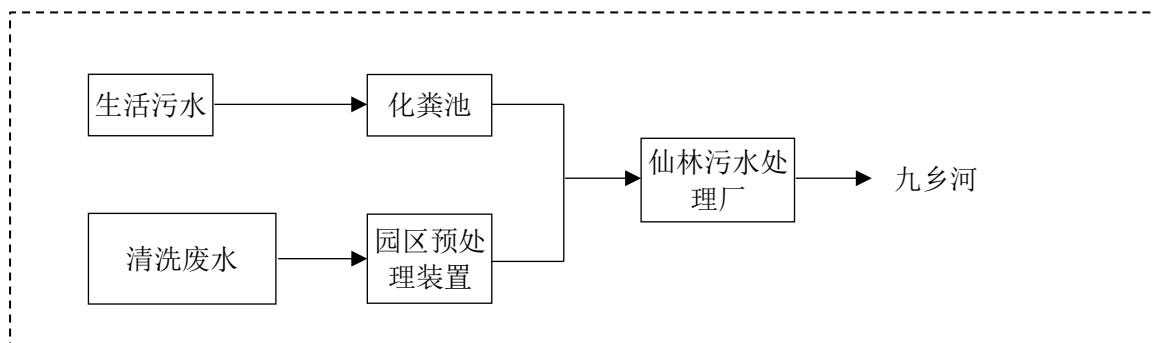 生活污水
化粪池
仙林污水处
理厂
九乡河
清洗废水
园区预处
理装置